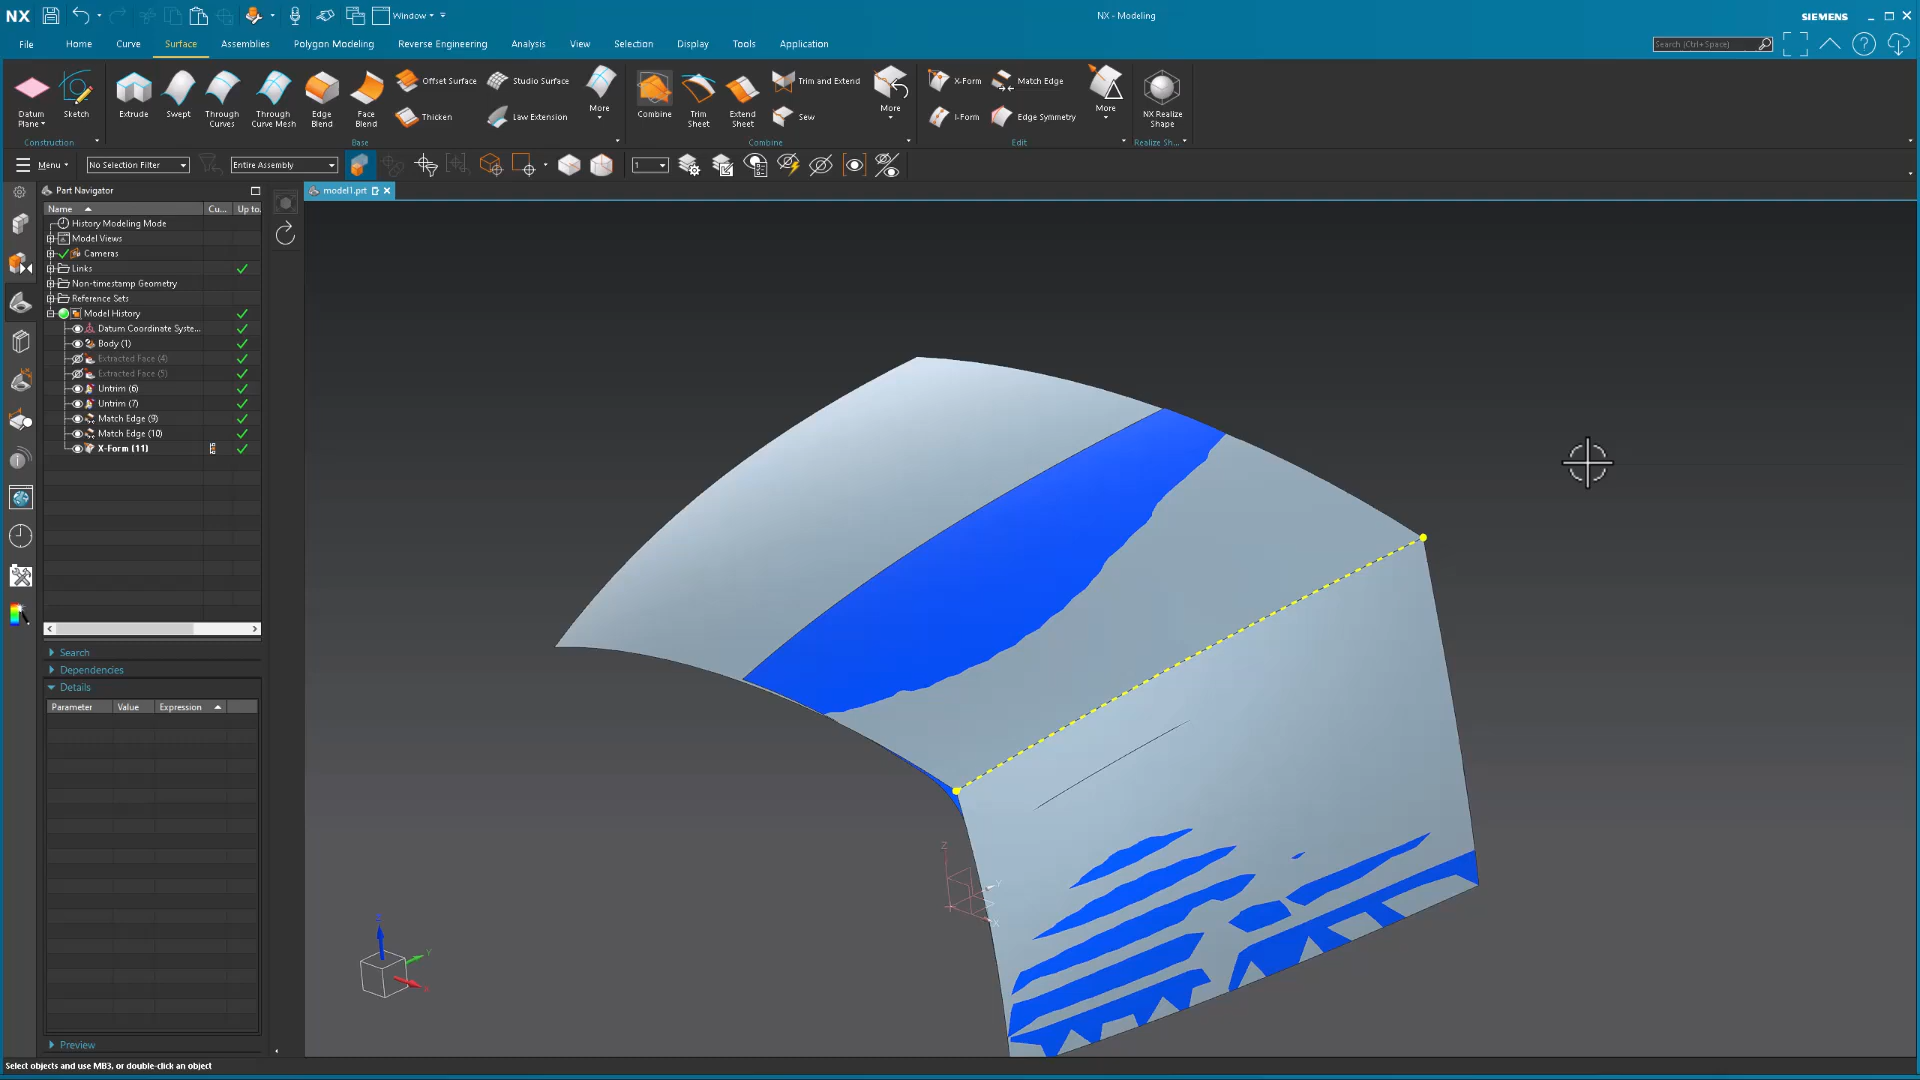 NX
Window
NX - Modeling
SIEMENS
File
Home
Curve
Surface
Assemblies
Polygon Modeling
Reverse Engineering
Analysis
View
Selection
Display
Tools
Application
Search (Ctrl+Space)
Datum Plane
Sketch
Construction
Extrude
Swept
Through Curves
Through Curve Mesh
Edge Blend
Face Blend
Offset Surface
Thicken
Studio Surface
Law Extension
More
Base
Combine
Trim Sheet
Extend Sheet
Trim and Extend
Sew
More
Combine
X-Form
I-Form
Match Edge
Edge Symmetry
More
Edit
NX Realize Shape
Realize Sh...
Menu
No Selection Filter
Entire Assembly
1
Part Navigator
model1.prt
Name
Cu...
Up to.
History Modeling Mode
Model Views
Cameras
Links
Non-timestamp Geometry
Reference Sets
Model History
Datum Coordinate Syste...
Body (1)
Extracted Face (4)
Extracted Face (5)
Untrim (6)
Untrim (7)
Match Edge (9)
Match Edge (10)
X-Form (11)
Search
Dependencies
Details
Parameter
Value
Expression
Preview
Z
Y
X
Z
Y
X
Select objects and use MB3, or double-click an object